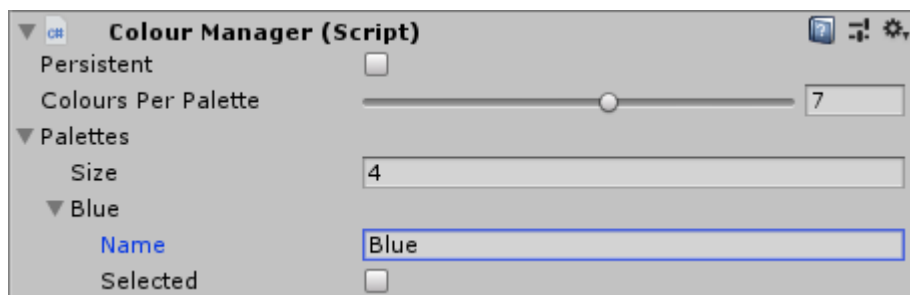 C# Colour Manager (Script)
Persistent
Colours Per Palette 7
Palettes
Size 4
Blue
Name Blue
Selected